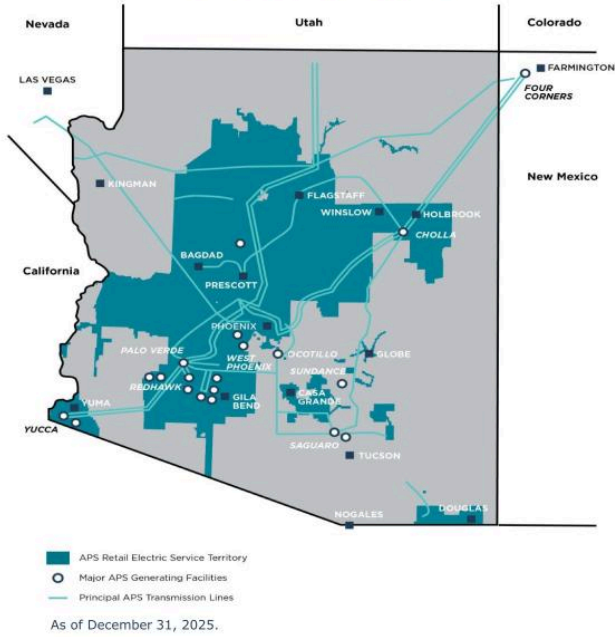 Nevada
Utah
Colorado
LAS VEGAS
FARMINGTON
FOUR
CORNERS
KINGMAN
New Mexico
FLAGSTAFF
WINSLOW
HOLBROOK
CHOLLA
BAGDAD
California
PRESCOTT
PHOENIX
PALO VERDE
WEST
PHOENIX
OCOTILLO
GLOBE
SUNDANCE
REDHAWK
GILA
BEND
CASA
GRANDE
YUMA
YUCCA
SAGUARO
TUCSON
NOGALES
DOUGLAS
APS Retail Electric Service Territory
Major APS Generating Facilities
Principal APS Transmission Lines
As of December 31, 2025.